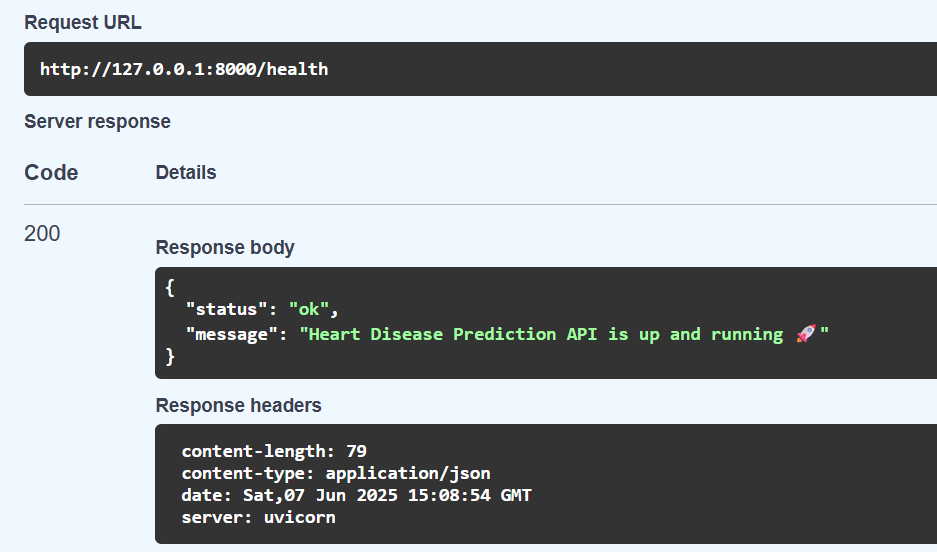 Request URL
http://127.0.0.1:8000/health
Server response
Code Details
200
Response body
{
"status": "ok",
"message": "Heart Disease Prediction API is up and running 🚀"
}
Response headers
content-length: 79
content-type: application/json
date: Sat,07 Jun 2025 15:08:54 GMT
server: uvicorn